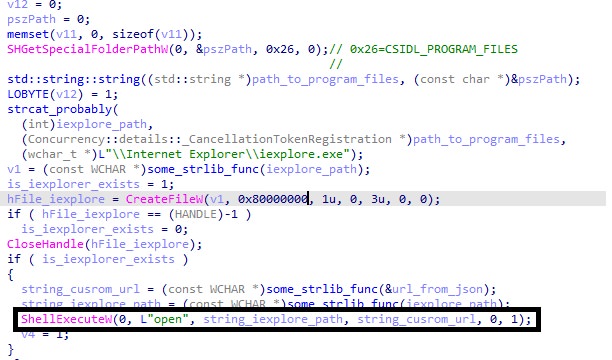 v12 = 0;
pszPath = 0;
memset(v11, 0, sizeof(v11));
SHGetSpecialFolderPathW(0, &pszPath, 0x26, 0);// 0x26=CSIDL_PROGRAM_FILES
//
std::string::string((std::string *)path_to_program_files, (const char *)&pszPath);
LOBYTE(v12) = 1;
strcat_probably(
(int)iexplore_path,
(Concurrency::details::_CancellationTokenRegistration *)path_to_program_files,
(wchar_t *)L"\\Internet Explorer\\iexplore.exe");
v1 = (const WCHAR *)some_strlib_func(iexplore_path);
is_iexplorer_exists = 1;
hFile_iexplore = CreateFileW(v1, 0x80000000, 1u, 0, 3u, 0, 0);
if ( hFile_iexplore == (HANDLE)-1 )
is_iexplorer_exists = 0;
CloseHandle(hFile_iexplore);
if ( is_iexplorer_exists )
{
string_cusrom_url = (const WCHAR *)some_strlib_func(&url_from_json);
string_iexplore_path = (const WCHAR *)some_strlib_func(iexplore_path);
ShellExecuteW(0, L"open", string_iexplore_path, string_cusrom_url, 0, 1);
v4 = 1;
}